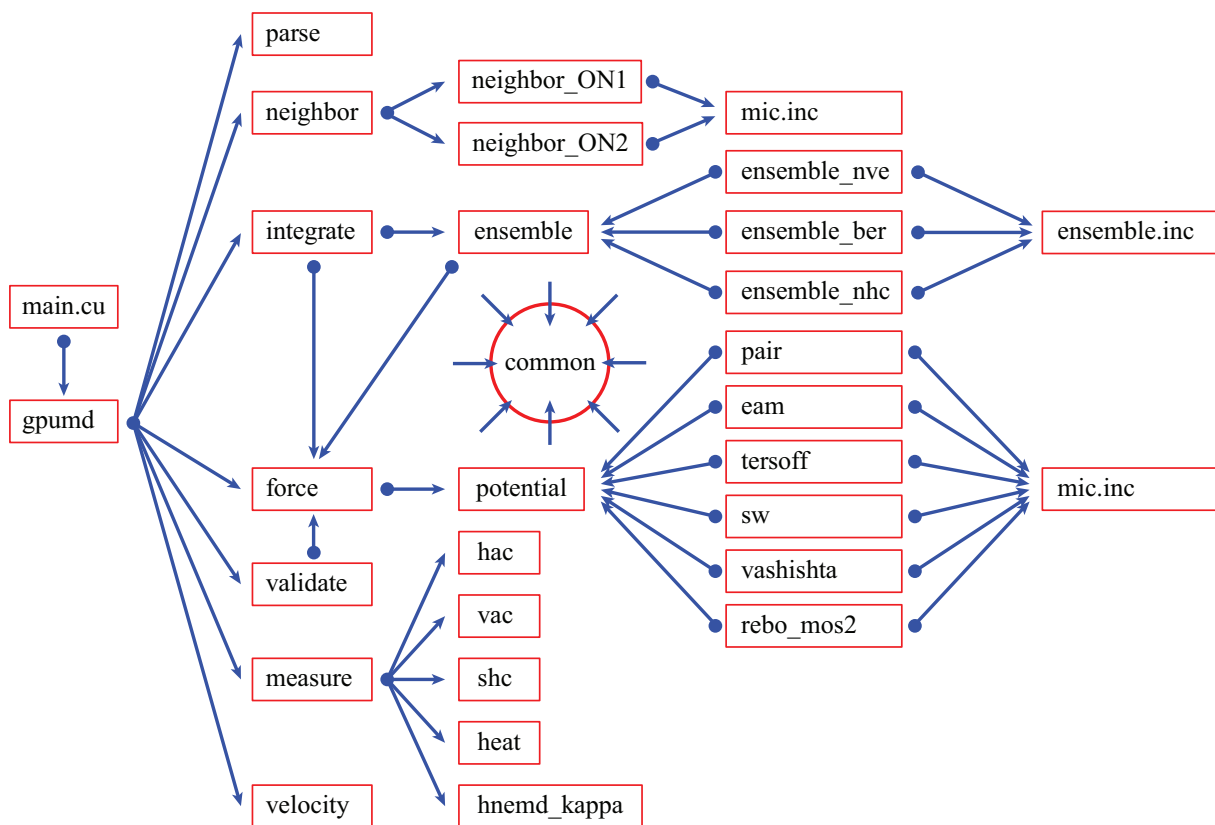 parse
neighbor_ON1
neighbor
mic.inc
neighbor_ON2
ensemble_nve
integrate
ensemble
ensemble_ber
ensemble.inc
ensemble_nhc
main.cu
common
pair
gpumd
eam
tersoff
force
potential
mic.inc
sw
hac
validate
vashishta
vac
rebo_mos2
measure
shc
heat
velocity
hnemd_kappa